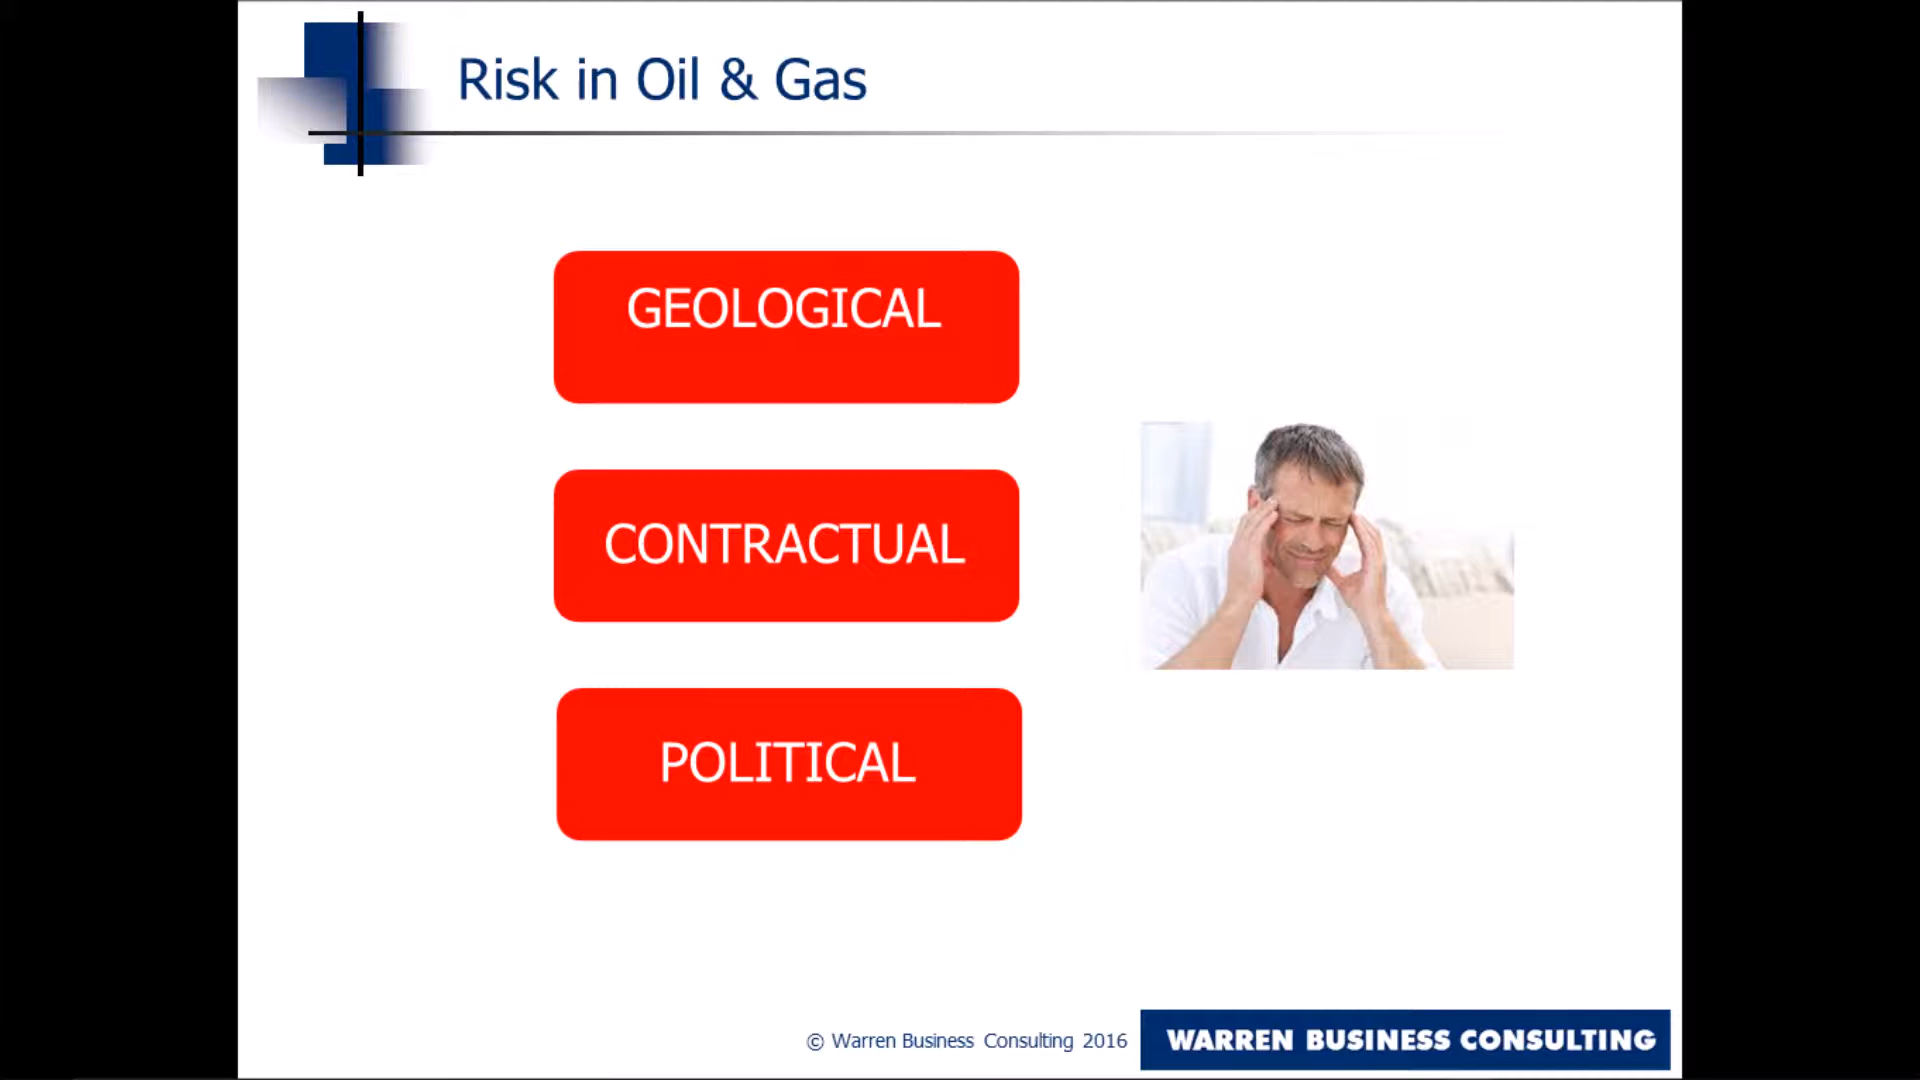 Risk in Oil & Gas
GEOLOGICAL
CONTRACTUAL
POLITICAL
© Warren Business Consulting 2016
WARREN BUSINESS CONSULTING